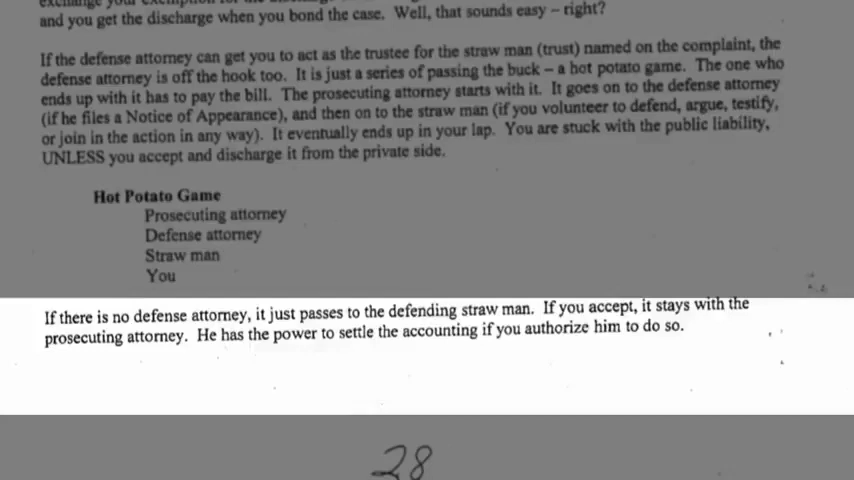 and you get the discharge when you bond the case. Well, that sounds easy – right?
If the defense attorney can get you to act as the trustee for the straw man (trust) named on the complaint, the
defense attorney is off the hook too. It is just a series of passing the buck – a hot potato game. The one who
ends up with it has to pay the bill. The prosecuting attorney starts with it. It goes on to the defense attorney
(if he files a Notice of Appearance), and then on to the straw man (if you volunteer to defend, argue, testify,
or join in the action in any way). It eventually ends up in your lap. You are stuck with the public liability,
UNLESS you accept and discharge it from the private side.
Hot Potato Game
Prosecuting attorney
Defense attorney
Straw man
You
If there is no defense attorney, it just passes to the defending straw man. If you accept, it stays with the
prosecuting attorney. He has the power to settle the accounting if you authorize him to do so.
28